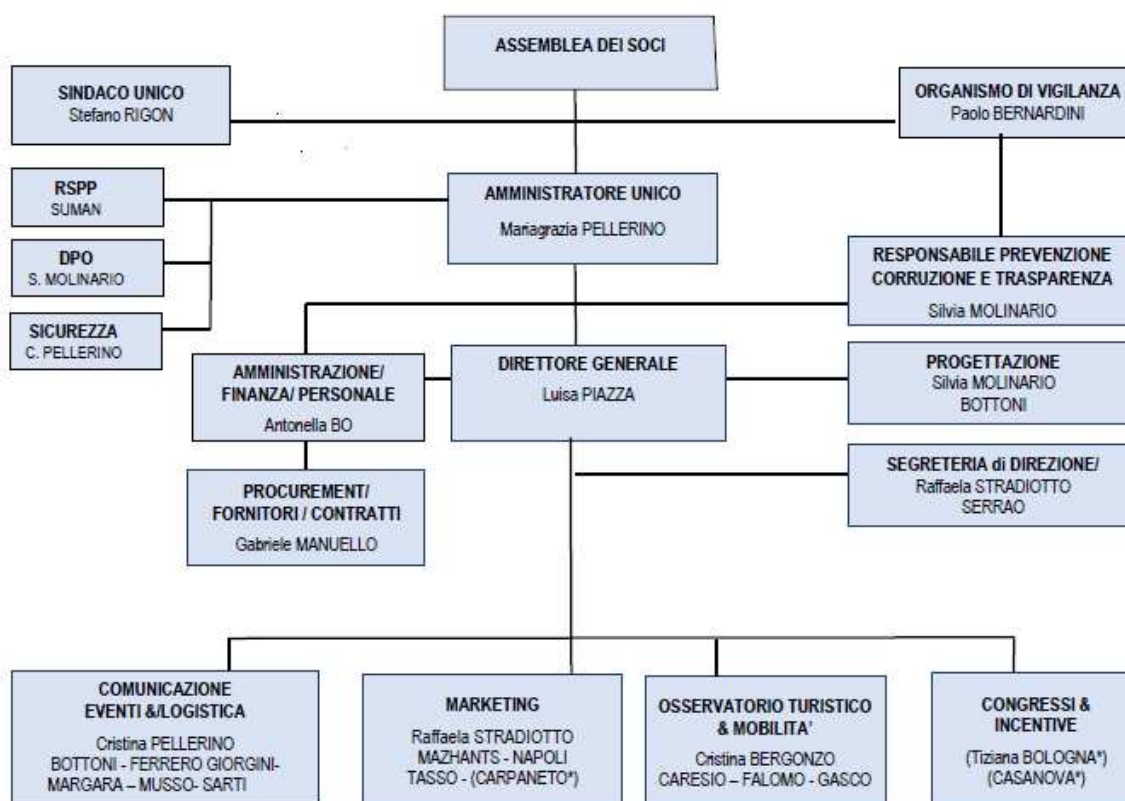 ASSEMBLEA DEI SOCI
SINDACO UNICO
Stefano RIGON
ORGANISMO DI VIGILANZA
Paolo BERNARDINI
RSPP
SUMAN
AMMINISTRATORE UNICO
Mariagrazia PELLERINO
DPO
S. MOLINARIO
RESPONSABILE PREVENZIONE
CORRUZIONE E TRASPARENZA
Silvia MOLINARIO
SICUREZZA
C. PELLERINO
AMMINISTRAZIONE/
FINANZA/ PERSONALE
Antonella BO
DIRETTORE GENERALE
Luisa PIAZZA
PROGETTAZIONE
Silvia MOLINARIO
BOTTONI
PROCUREMENT/
FORNITORI / CONTRATTI
Gabriele MANUELLO
SEGRETERIA di DIREZIONE/
Raffaela STRADIOTTO
SERRAO
COMUNICAZIONE
EVENTI &/LOGISTICA
Cristina PELLERINO
BOTTONI - FERRERO GIORGINI-
MARGARA – MUSSO- SARTI
MARKETING
Raffaela STRADIOTTO
MAZHANTS - NAPOLI
TASSO - (CARPANETO*)
OSSERVATORIO TURISTICO
& MOBILITA'
Cristina BERGONZO
CARESIO – FALOMO - GASCO
CONGRESSI &
INCENTIVE
(Tiziana BOLOGNA*)
(CASANOVA*)